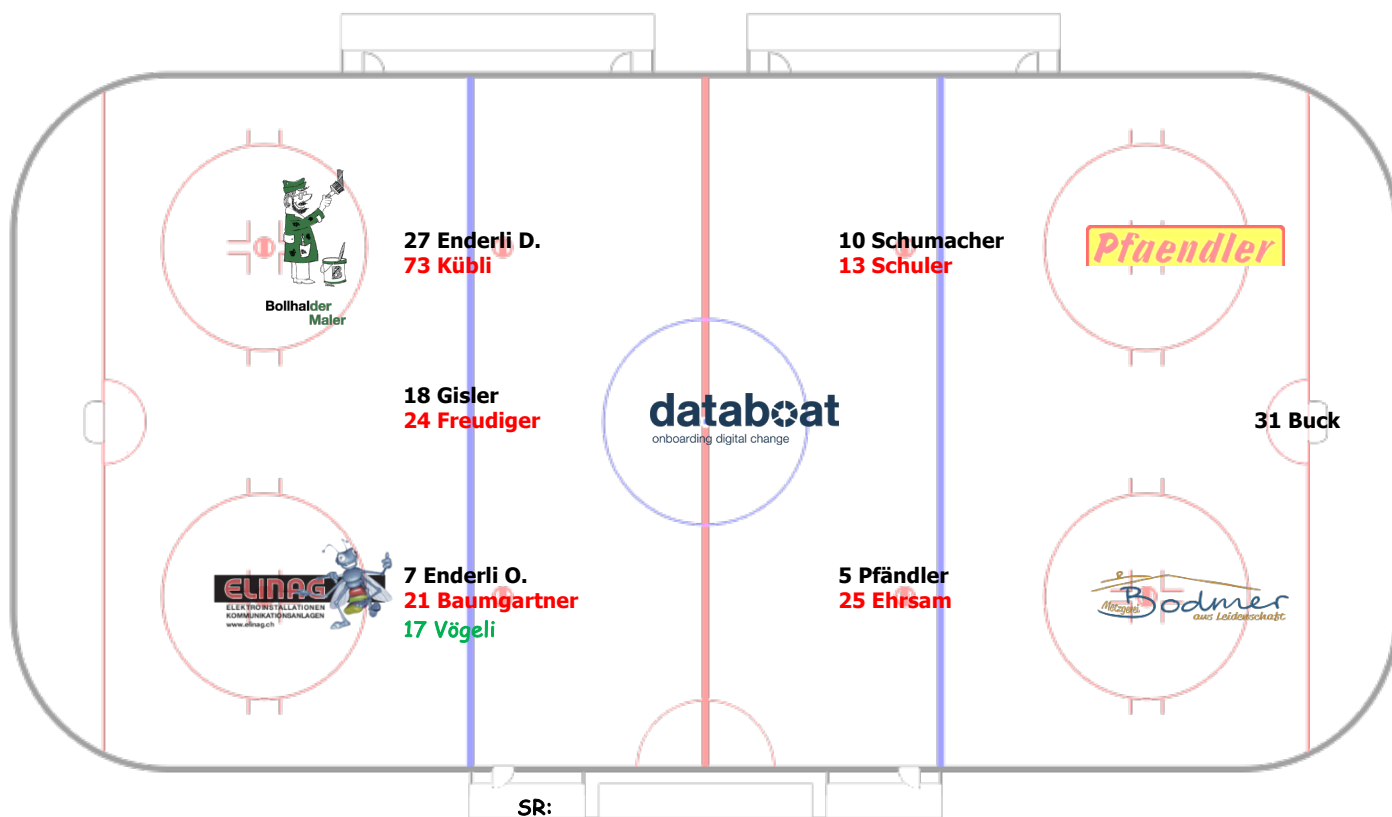 27 Enderli D.
73 Kübli
10 Schumacher
13 Schuler
Pfaendler
B
Bollhalder
Maler
18 Gisler
24 Freudiger
databoat
onboarding digital change
31 Buck
ELINAG
ELEKTROINSTALLATIONEN
KOMMUNIKATIONSANLAGEN
www.elinag.ch
7 Enderli O.
21 Baumgartner
17 Vögeli
5 Pfändler
25 Ehrsam
Metzgerei
Bodmer
aus Leidenschaft
SR: